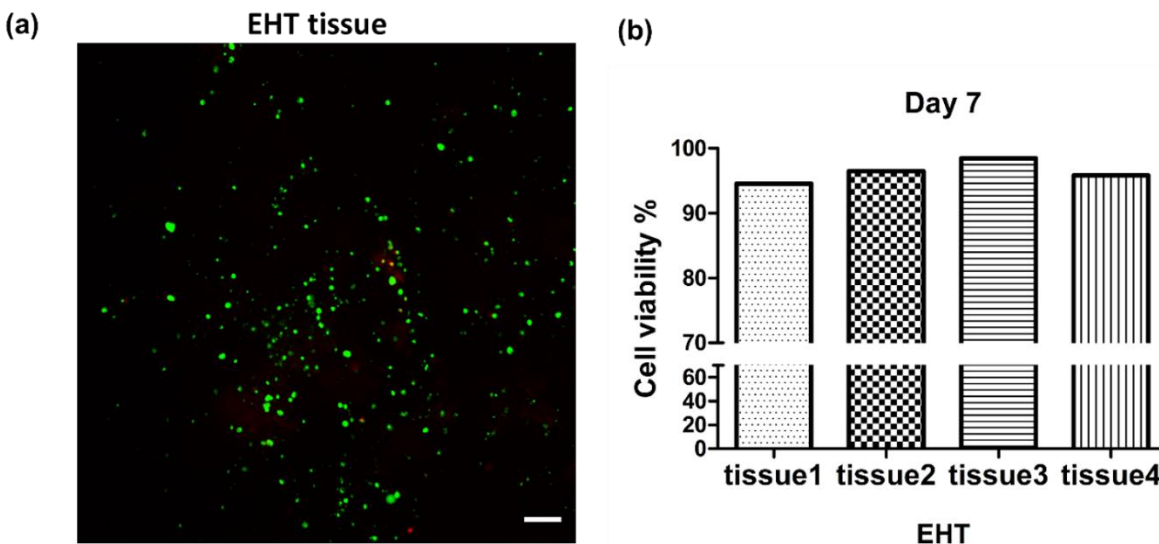 (a)
EHT tissue
(b)
Day 7
Cell viability %
100
90
80
70
60
40
20
0
tissue1 tissue2 tissue3 tissue4
EHT